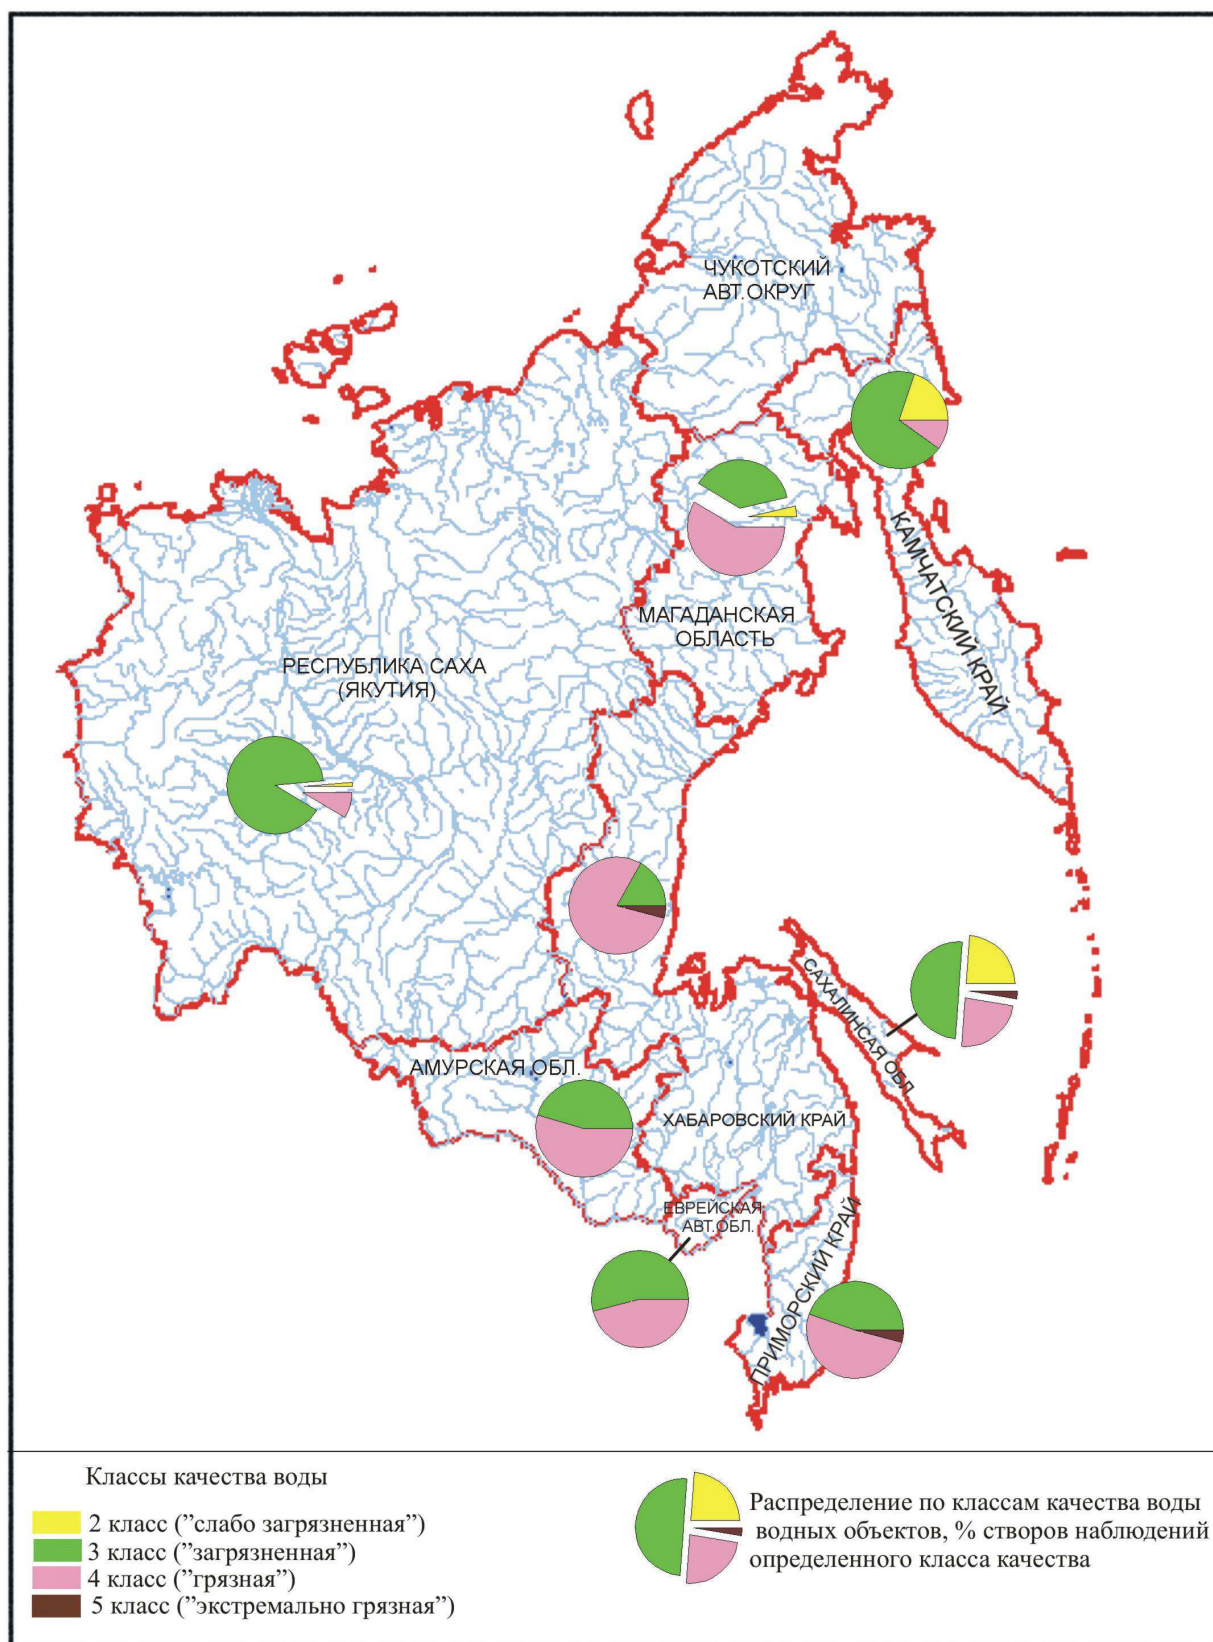 ЧУКОТСКИЙ
АВТ.ОКРУГ
КАМЧАТСКИЙ КРАЙ
МАГАДАНСКАЯ
ОБЛАСТЬ
РЕСПУБЛИКА САХА
(ЯКУТИЯ)
САХАЛИНСАЯ ОБЛ
АМУРСКАЯ ОБЛ.
ХАБАРОВСКИЙ КРАЙ
ЕВРЕЙСКАЯ
АВТ.ОБЛ.
ПРИМОРСКИЙ КРАЙ
Классы качества воды
2 класс (”слабо загрязненная”)
3 класс (”загрязненная”)
4 класс (”грязная”)
5 класс (”экстремально грязная”)
Распределение по классам качества воды
водных объектов, % створов наблюдений
определенного класса качества